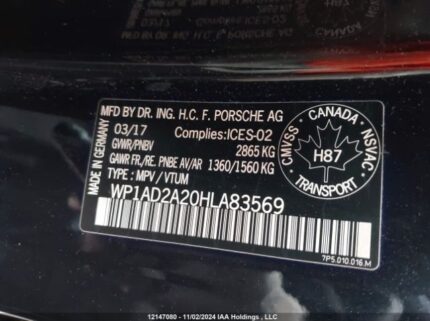 MFD BY DR. ING. H.C. F. PORSCHE AG
MADE IN GERMANY
03/17 Complies:ICES-02
GVWR/PNBV 2865 KG
GAWR FR./RE. PNBE AV/AR 1360/1560 KG
TYPE : MPV / VTUM
WP1AD2A20HLA83569
CANADA
CMVSS
NSVAC
H87
TRANSPORT
7P5.010.016.M
12147080 - 11/02/2024 IAA Holdings, Inc.